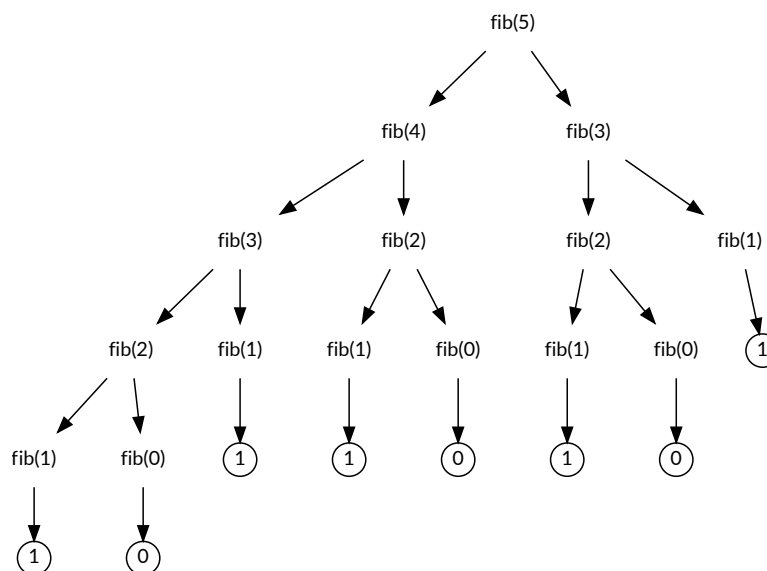 fib(5)
fib(4) fib(3)
fib(3) fib(2) fib(2) fib(1)
fib(2) fib(1) fib(1) fib(0) fib(1) fib(0) 1
fib(1) fib(0) 1 1 0 1 0
1 0